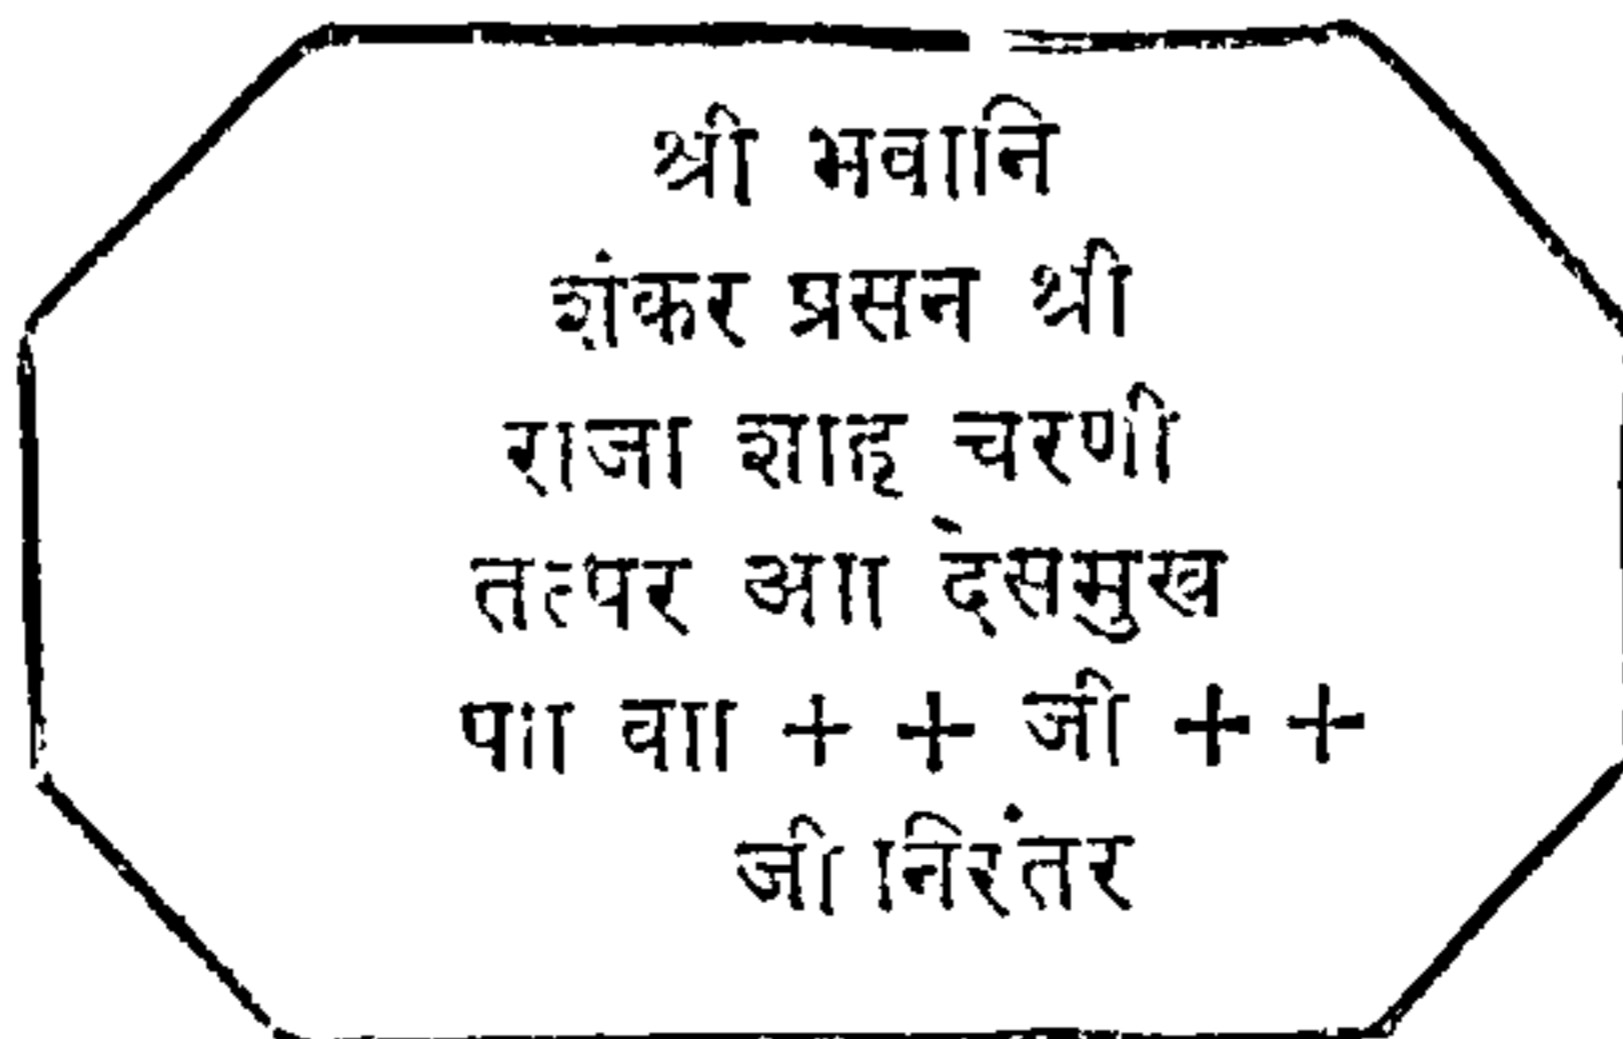 श्री भवानि
शंकर प्रसन श्री
राजा शाहृ चरणी
तत्पर आा देसमुख
पाा वाा + + जी + +
जी निरंतर